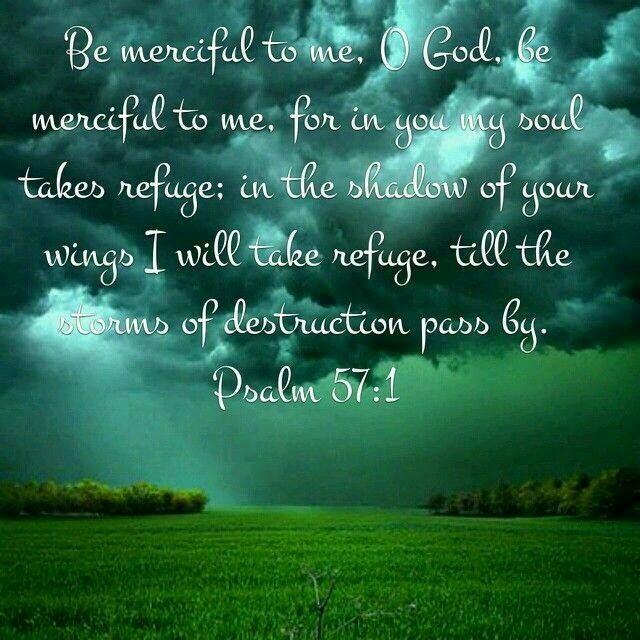 Be merciful to me, O God, be
merciful to me, for in you my soul
takes refuge; in the shadow of your
wings I will take refuge, till the
storms of destruction pass by.
Psalm 57:1